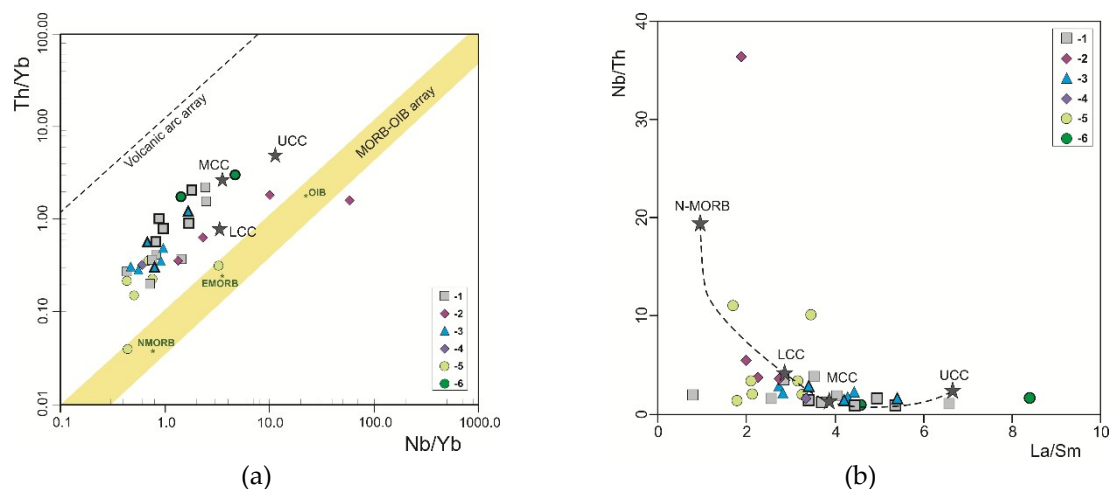 Th/Yb
100.00
10.00
1.00
0.10
0.01
0.1
1.0
10.0
100.0
1000.0
Nb/Yb
Volcanic arc array
MORB-OIB array
UCC
MCC
OIB
LCC
EMORB
NMORB
-1
-2
-3
-4
-5
-6
(a)
Nb/Th
40
30
20
10
0
0
2
4
6
8
10
La/Sm
N-MORB
LCC
MCC
UCC
-1
-2
-3
-4
-5
-6
(b)